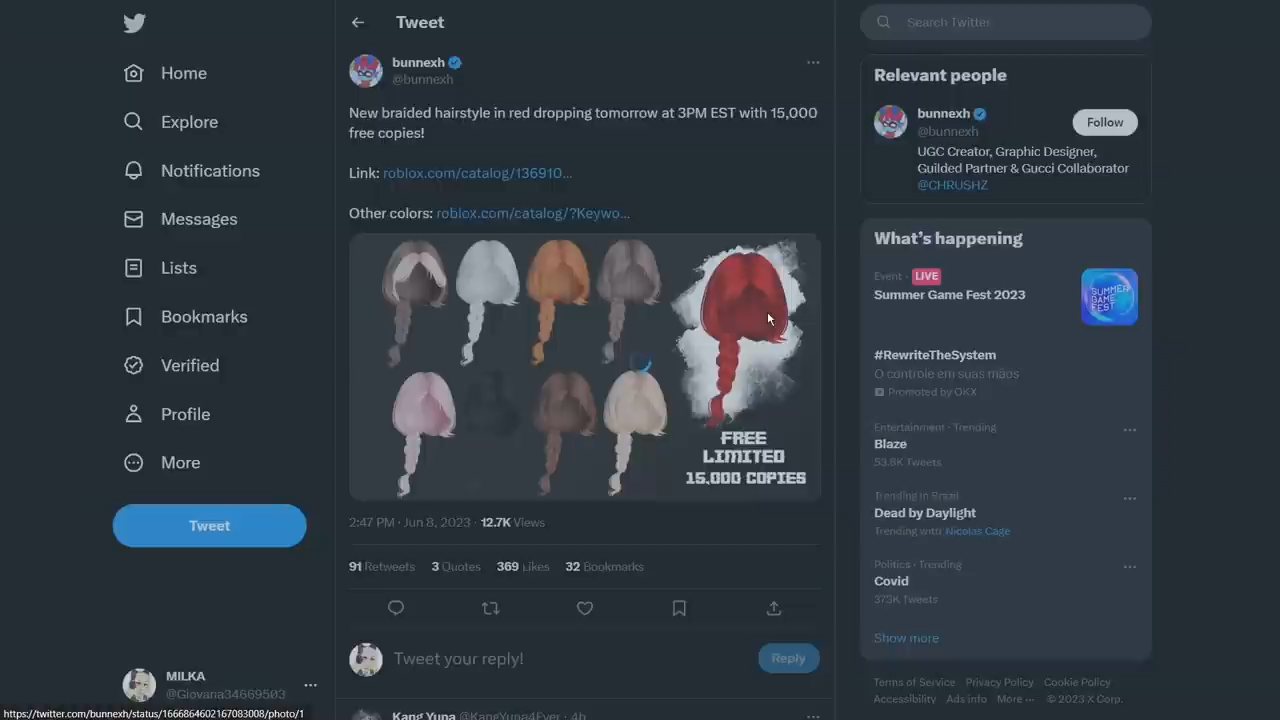 Home
Explore
Notifications
Messages
Lists
Bookmarks
Verified
Profile
More
Tweet
MILKA
@Giovana34669503
https://twitter.com/bunnexh/status/1666864602167083008/photo/1
Tweet
bunnexh
@bunnexh
New braided hairstyle in red dropping tomorrow at 3PM EST with 15,000
free copies!
Link: roblox.com/catalog/136910...
Other colors: roblox.com/catalog/?Keywo...
FREE
LIMITED
15,000 COPIES
2:47 PM · Jun 8, 2023 · 12.7K Views
91 Retweets 3 Quotes 369 Likes 32 Bookmarks
Tweet your reply!
Reply
Kang Yuna @KangYuna4Ever · 4h
Search Twitter
Relevant people
bunnexh
@bunnexh
Follow
UGC Creator, Graphic Designer,
Guilded Partner & Gucci Collaborator
@CHRUSHZ
What's happening
Event · LIVE
Summer Game Fest 2023
SUMMER
GAME
FEST
#RewriteTheSystem
O controle em suas mãos
Promoted by OKX
Entertainment · Trending
Blaze
53.6K Tweets
Trending in Brazil
Dead by Daylight
Trending with Nicolas Cage
Politics · Trending
Covid
373K Tweets
Show more
Terms of Service Privacy Policy Cookie Policy
Accessibility Ads info More ··· © 2023 X Corp.